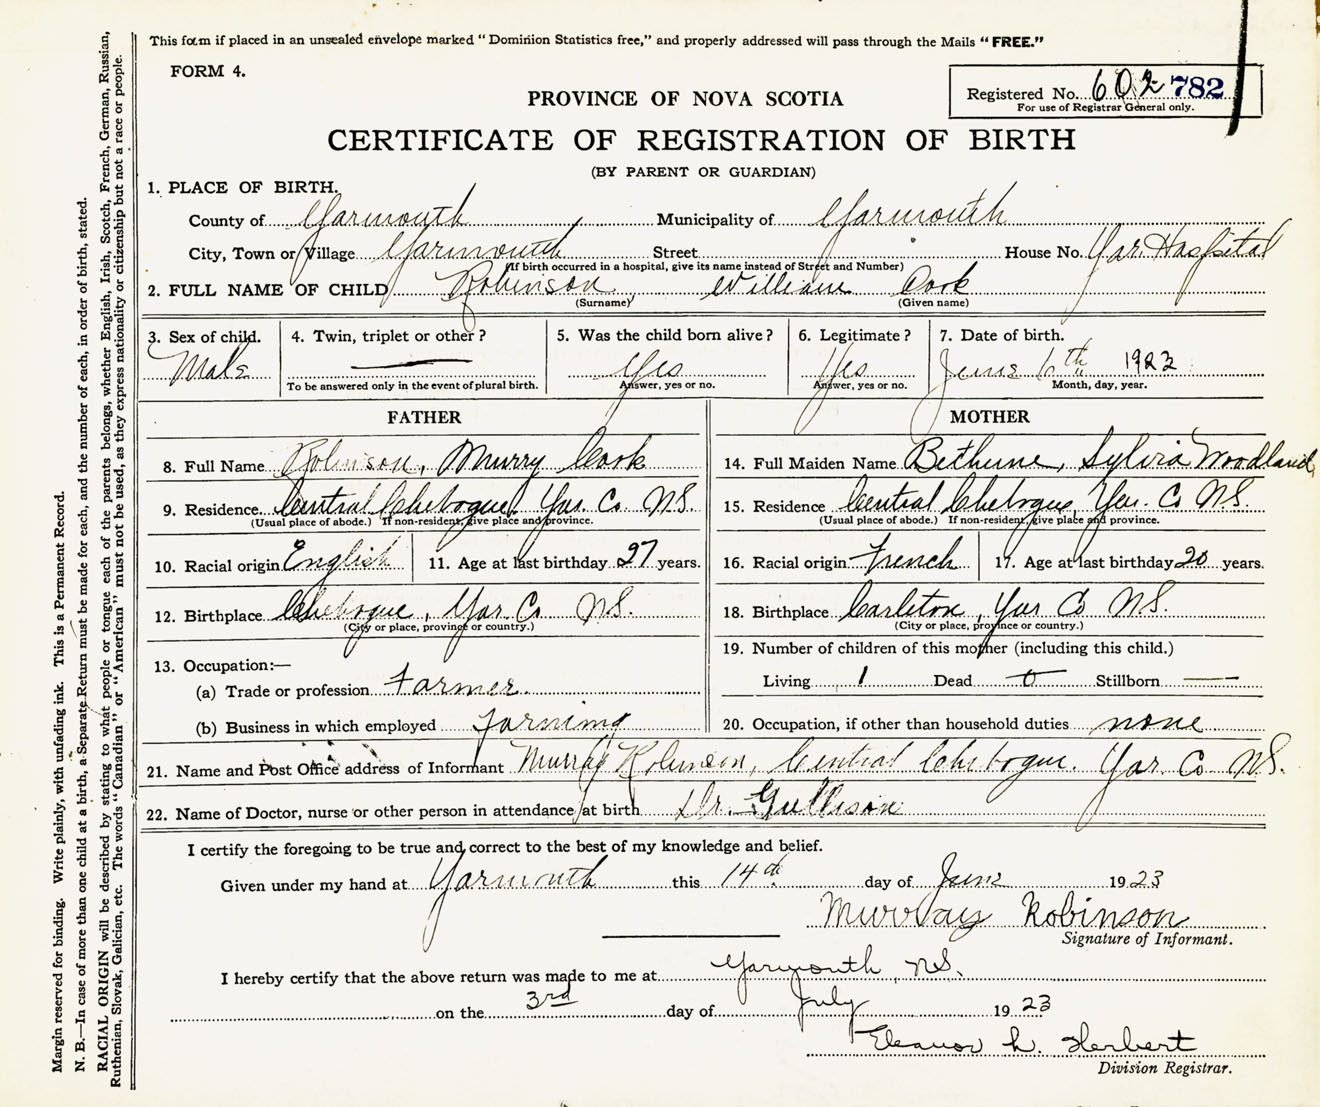 This form if placed in an unsealed envelope marked "Dominion Statistics free," and properly addressed will pass through the Mails "FREE."
FORM 4.
Registered No. 602 782
For use of Registrar General only.
PROVINCE OF NOVA SCOTIA
CERTIFICATE OF REGISTRATION OF BIRTH
(BY PARENT OR GUARDIAN)
1. PLACE OF BIRTH.
County of Yarmouth Municipality of Yarmouth
City, Town or Village Yarmouth Street House No. Yar. Hospital
(If birth occurred in a hospital, give its name instead of Street and Number)
2. FULL NAME OF CHILD Robinson William Cook
(Surname) (Given name)
3. Sex of child. 4. Twin, triplet or other? 5. Was the child born alive? 6. Legitimate? 7. Date of birth.
Male — Yes Yes June 6th 1923
To be answered only in the event of plural birth. Answer, yes or no. Answer, yes or no. Month, day, year.
FATHER MOTHER
8. Full Name Robinson, Murry Cook 14. Full Maiden Name Bethune, Sylvia Woodland,
9. Residence Central Chebogue, Yar. Co. N.S. 15. Residence Central Chebogue, Yar. Co N.S.
(Usual place of abode.) If non-resident, give place and province. (Usual place of abode.) If non-resident, give place and province.
10. Racial origin English 11. Age at last birthday 27 years. 16. Racial origin French 17. Age at last birthday 20 years.
12. Birthplace Chebogue, Yar Co N.S. 18. Birthplace Carleton, Yar Co N.S.
(City or place, province or country.) (City or place, province or country.)
13. Occupation:— 19. Number of children of this mother (including this child.)
(a) Trade or profession Farmer Living 1 Dead 0 Stillborn —
(b) Business in which employed farming 20. Occupation, if other than household duties none
21. Name and Post Office address of Informant Murray Robinson, Central Chebogue. Yar. Co N.S.
22. Name of Doctor, nurse or other person in attendance at birth Dr. Gullison
I certify the foregoing to be true and correct to the best of my knowledge and belief.
Given under my hand at Yarmouth this 14th day of June 1923
Murray Robinson
Signature of Informant.
I hereby certify that the above return was made to me at Yarmouth N.S.
on the 3rd day of July 1923
Eleanor L. Herbert
Division Registrar.
Margin reserved for binding. Write plainly, with unfading ink. This is a Permanent Record.
N. B.—In case of more than one child at a birth, a Separate Return must be made for each, and the number of each, in order of birth, stated.
RACIAL ORIGIN will be described by stating to what people or tongue each of the parents belongs, whether English, Irish, Scotch, French, German, Russian,
Ruthenian, Slovak, Galician, etc. The words "Canadian" or "American" must not be used, as they express nationality or citizenship but not a race or people.